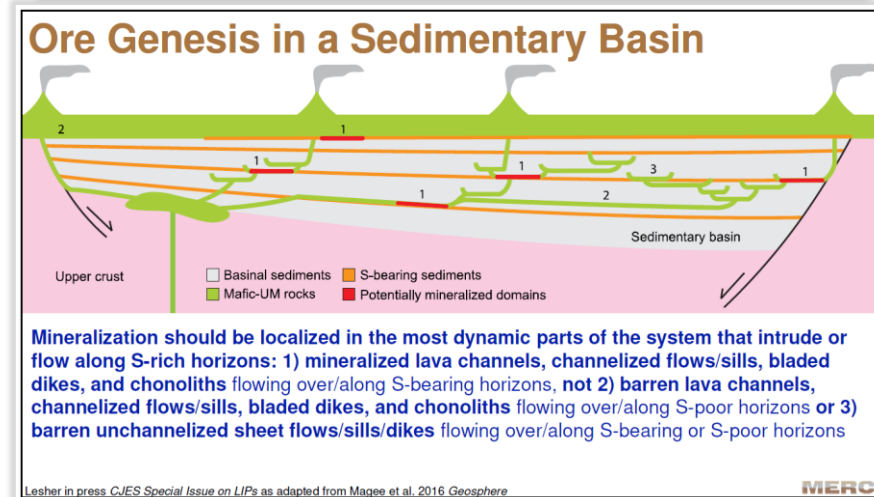 Ore Genesis in a Sedimentary Basin
2
1
1
1
3
1
1
2
Sedimentary basin
Upper crust
Basinal sediments
S-bearing sediments
Mafic-UM rocks
Potentially mineralized domains
Mineralization should be localized in the most dynamic parts of the system that intrude or
flow along S-rich horizons: 1) mineralized lava channels, channelized flows/sills, bladed
dikes, and chonoliths flowing over/along S-bearing horizons, not 2) barren lava channels,
channelized flows/sills, bladed dikes, and chonoliths flowing over/along S-poor horizons or 3)
barren unchannelized sheet flows/sills/dikes flowing over/along S-bearing or S-poor horizons
Lesher in press CJES Special Issue on LIPs as adapted from Magee et al. 2016 Geosphere
MERC